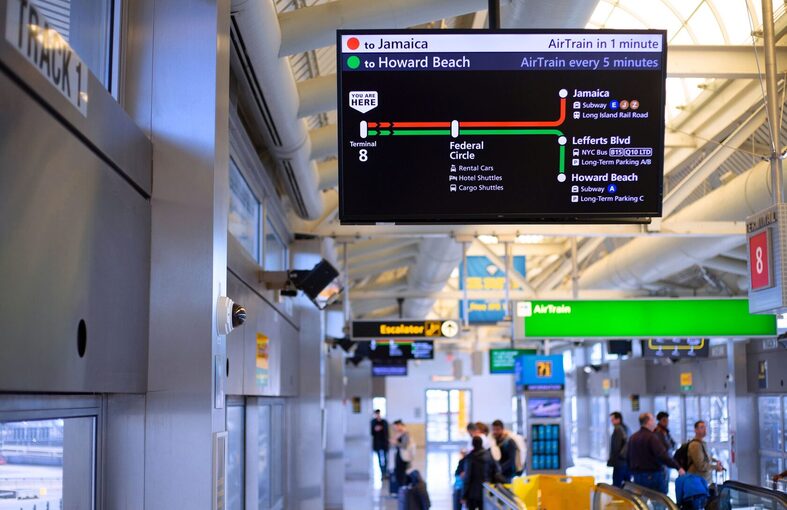 TRACK 1
to Jamaica
AirTrain in 1 minute
to Howard Beach
AirTrain every 5 minutes
YOU ARE
HERE
Terminal
8
Federal
Circle
Rental Cars
Hotel Shuttles
Cargo Shuttles
Jamaica
Subway E J Z
Long Island Rail Road
Lefferts Blvd
NYC Bus B15 Q10 LTD
Long-Term Parking A/B
Howard Beach
Subway A
Long-Term Parking C
TERMINAL
8
AirTrain
Escalator